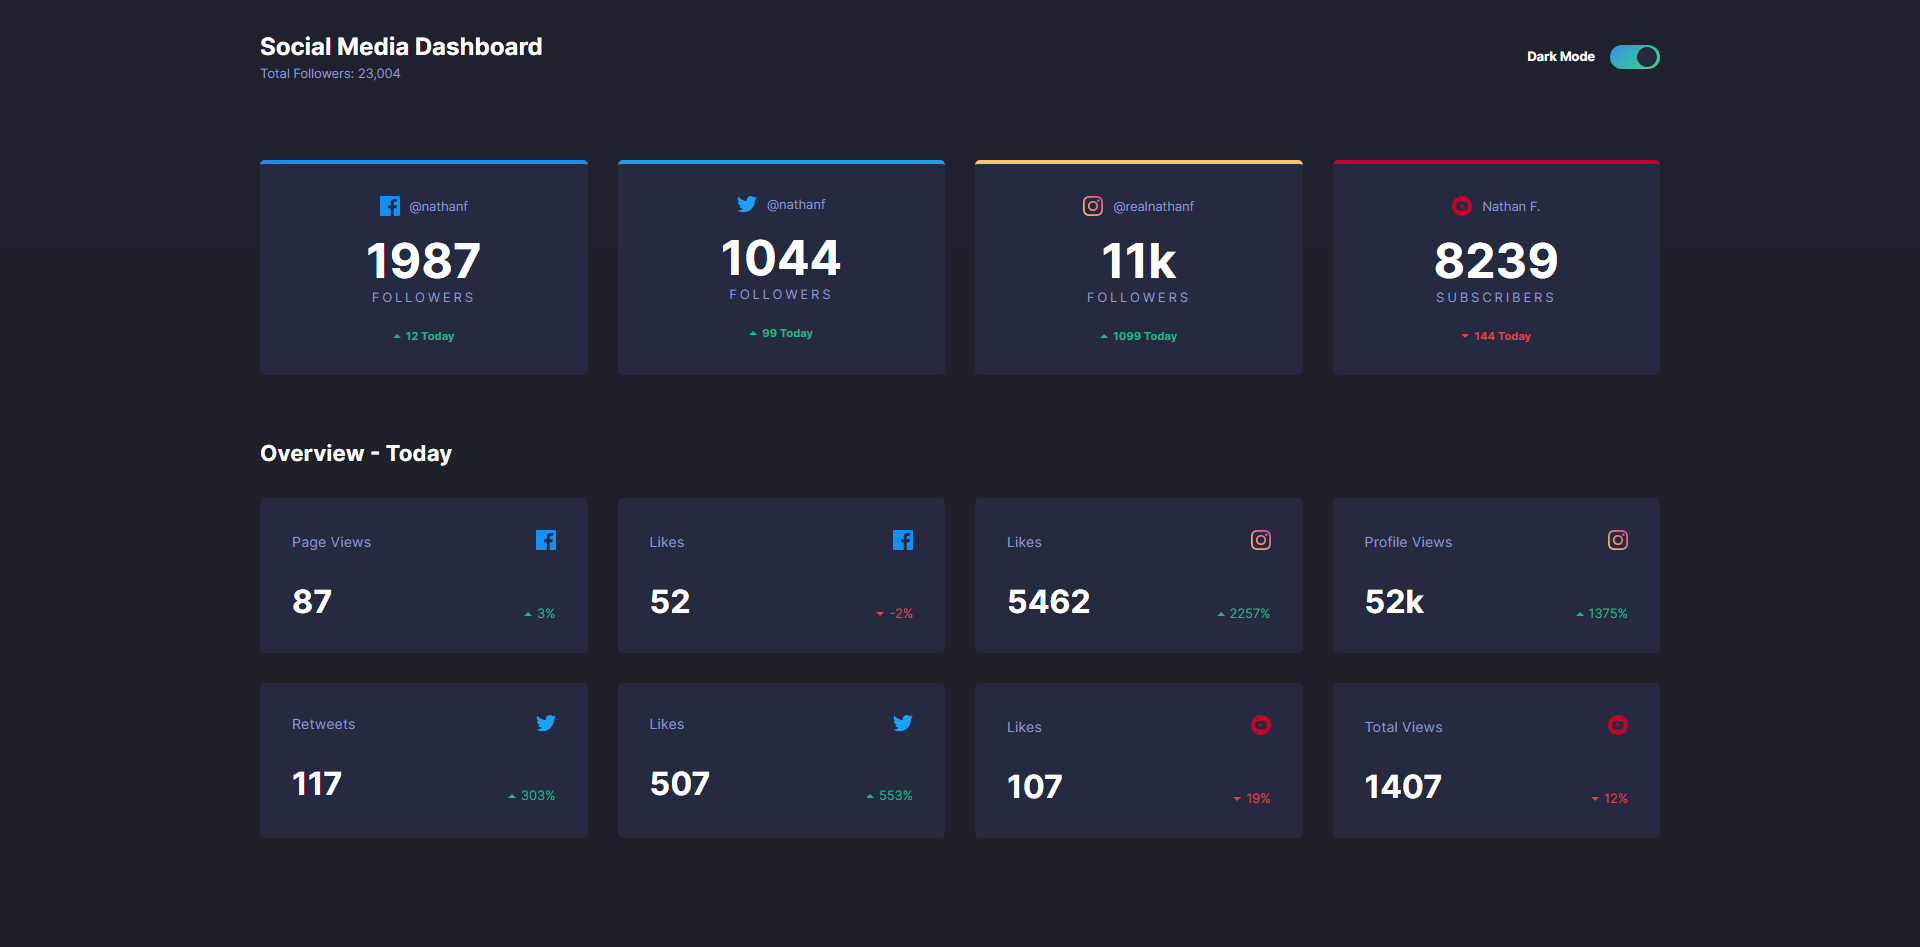 Social Media Dashboard
Total Followers: 23,004
Dark Mode
@nathanf
1987
FOLLOWERS
12 Today
@nathanf
1044
FOLLOWERS
99 Today
@realnathanf
11k
FOLLOWERS
1099 Today
Nathan F.
8239
SUBSCRIBERS
144 Today
Overview - Today
Page Views
87
3%
Likes
52
-2%
Likes
5462
2257%
Profile Views
52k
1375%
Retweets
117
303%
Likes
507
553%
Likes
107
19%
Total Views
1407
12%